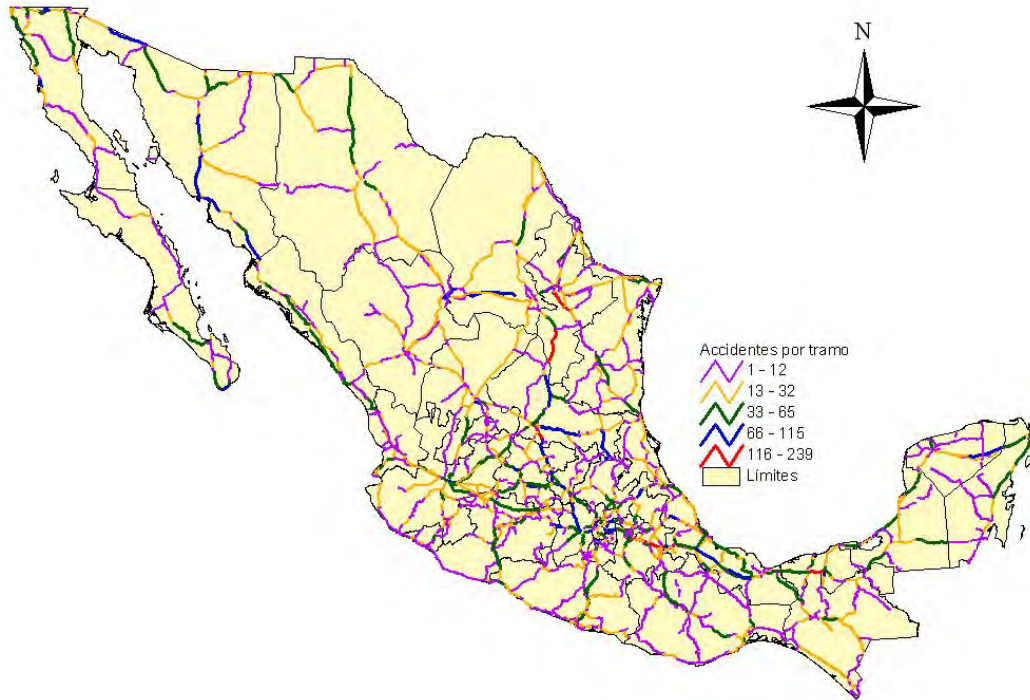 N
Accidentes por tramo
1 - 12
13 - 32
33 - 65
66 - 115
116 - 239
Límites